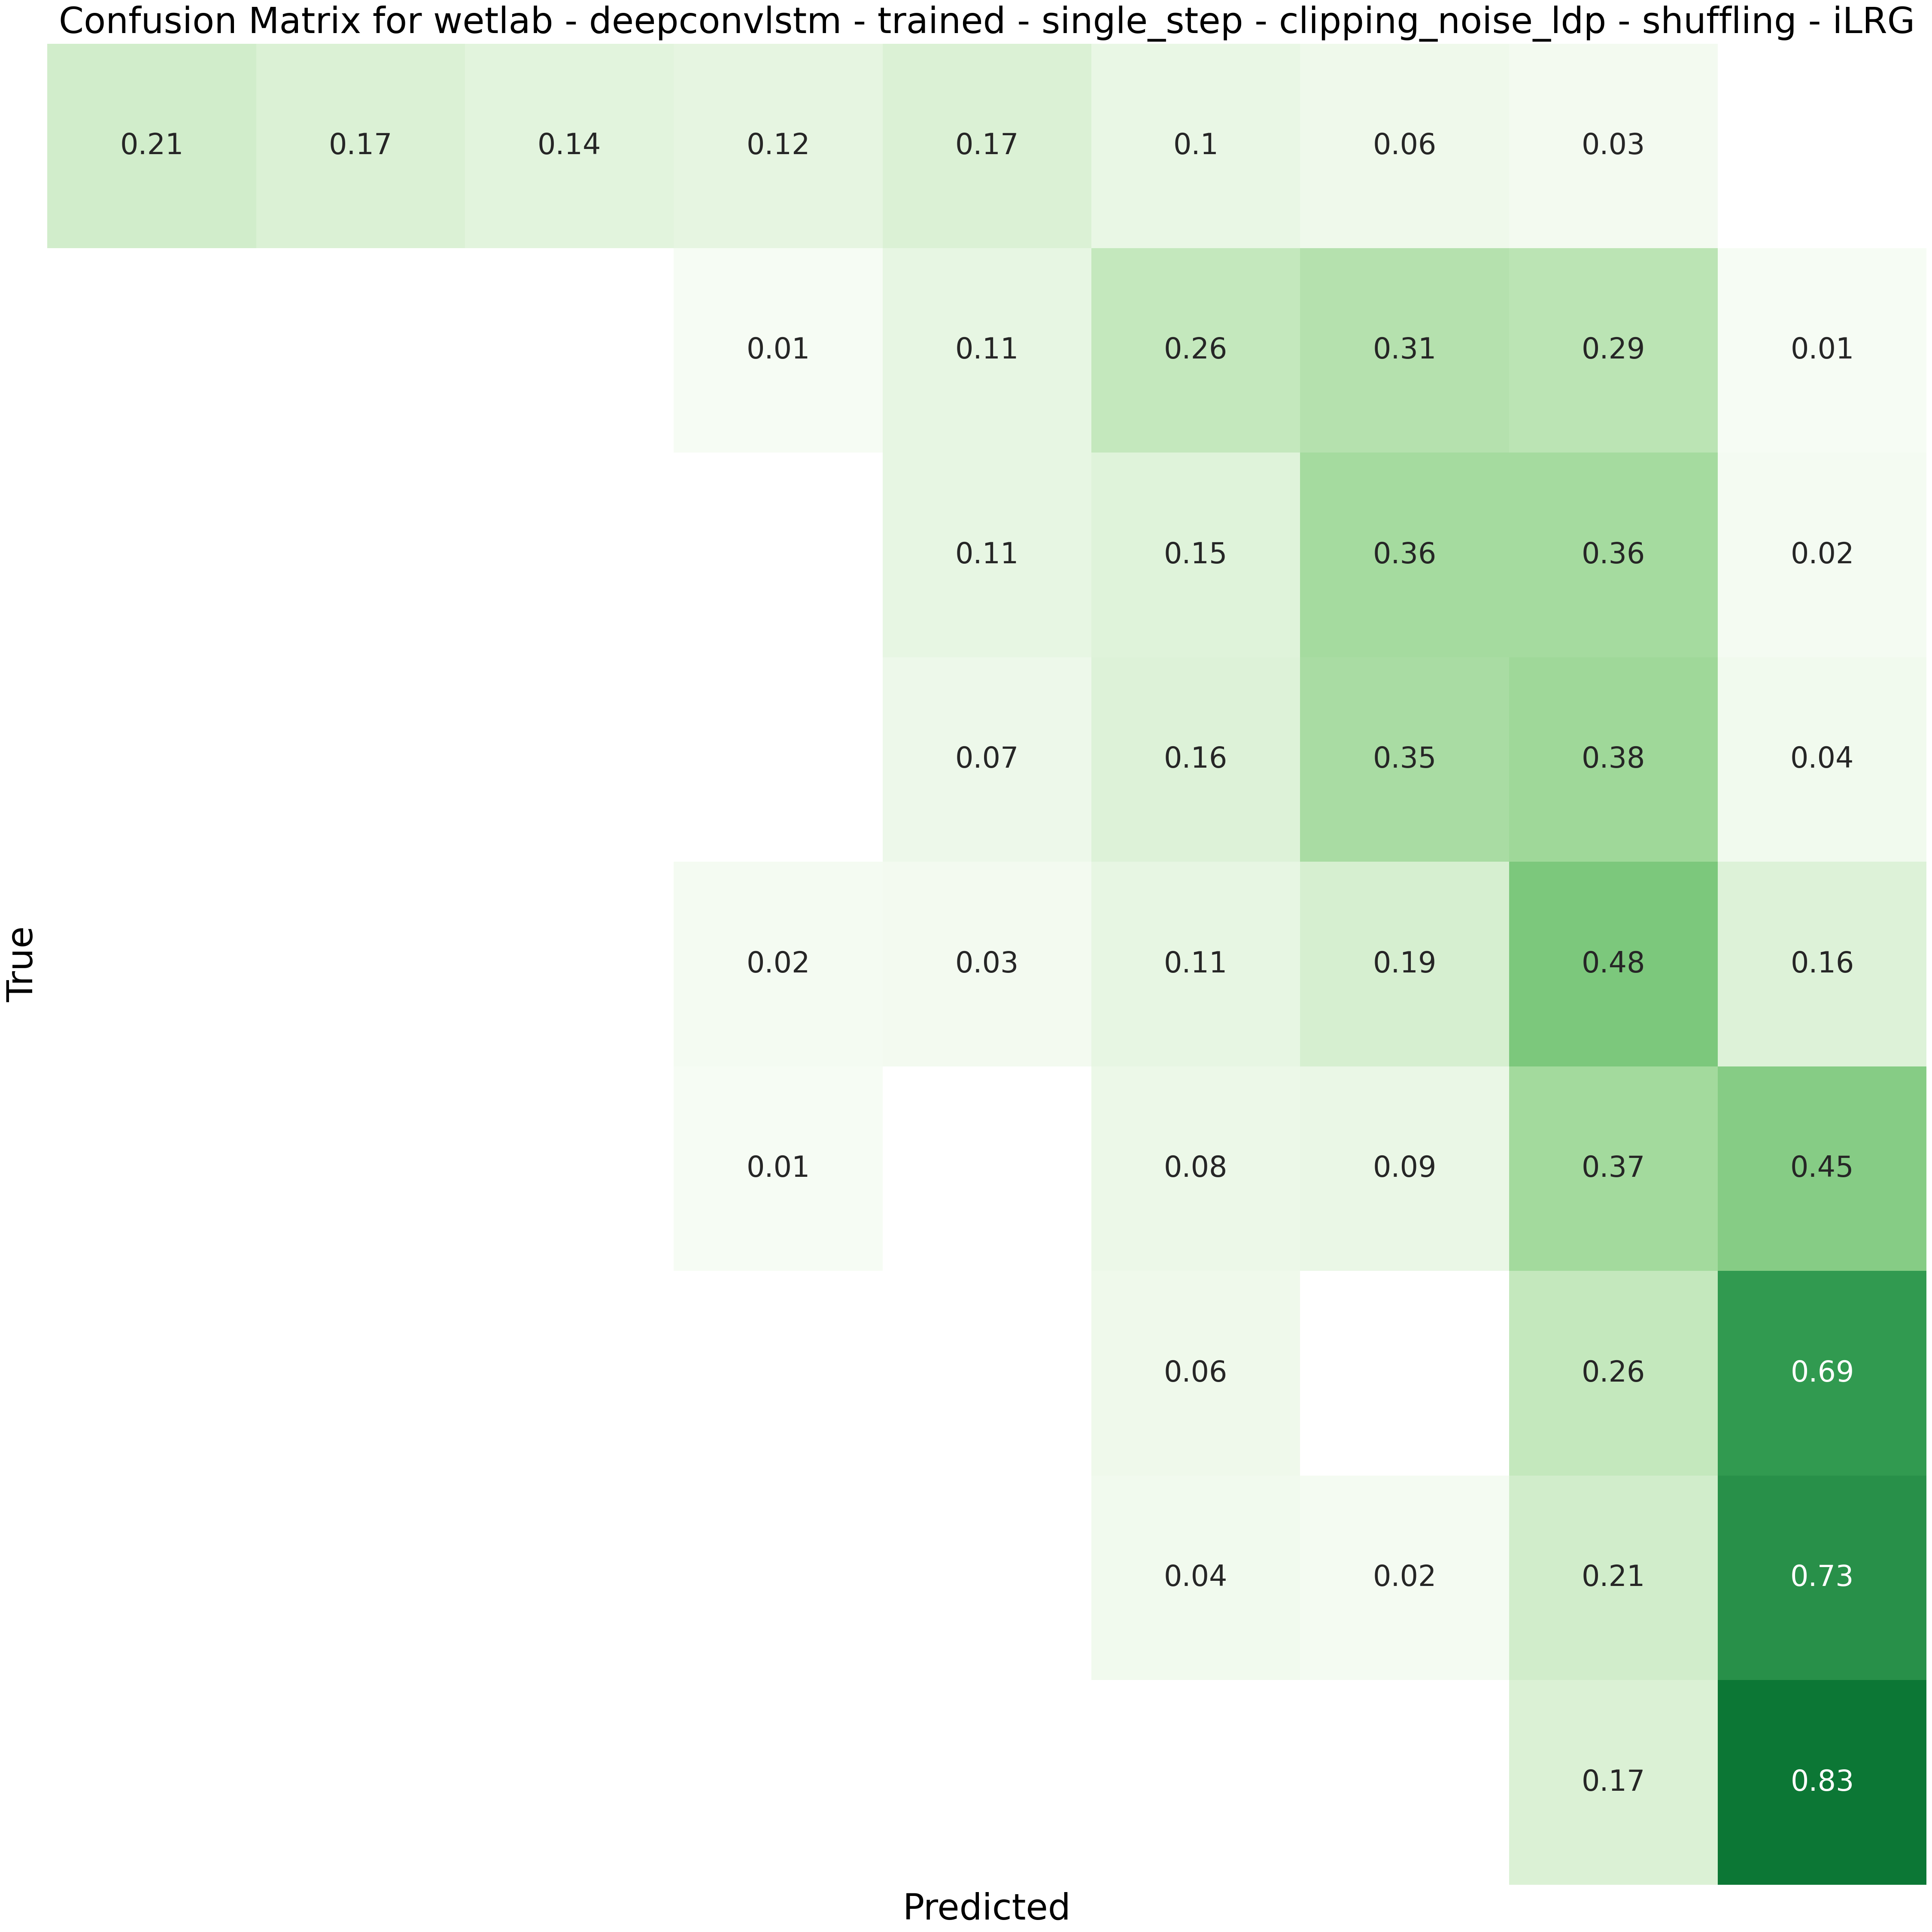 Confusion Matrix for wetlab - deepconvlstm - trained - single_step - clipping_noise_ldp - shuffling - iLRG
0.21 0.17 0.14 0.12 0.17 0.1 0.06 0.03
0.01 0.11 0.26 0.31 0.29 0.01
0.11 0.15 0.36 0.36 0.02
0.07 0.16 0.35 0.38 0.04
0.02 0.03 0.11 0.19 0.48 0.16
0.01 0.08 0.09 0.37 0.45
0.06 0.26 0.69
0.04 0.02 0.21 0.73
0.17 0.83
True
Predicted